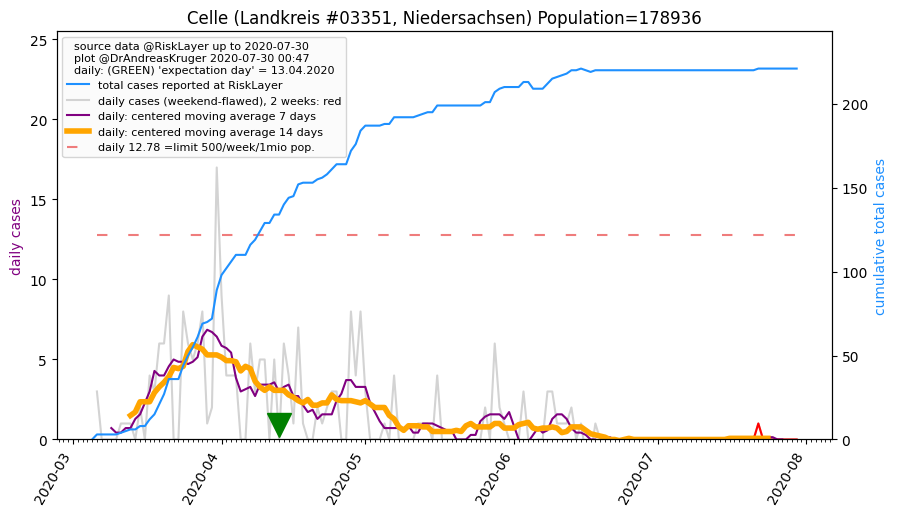 Celle (Landkreis #03351, Niedersachsen) Population=178936
source data @RiskLayer up to 2020-07-30
plot @DrAndreasKruger 2020-07-30 00:47
daily: (GREEN) 'expectation day' = 13.04.2020
total cases reported at RiskLayer
daily cases (weekend-flawed), 2 weeks: red
daily: centered moving average 7 days
daily: centered moving average 14 days
daily 12.78 =limit 500/week/1mio pop.
daily cases
25
20
15
10
5
0
cumulative total cases
200
150
100
50
0
2020-03
2020-04
2020-05
2020-06
2020-07
2020-08